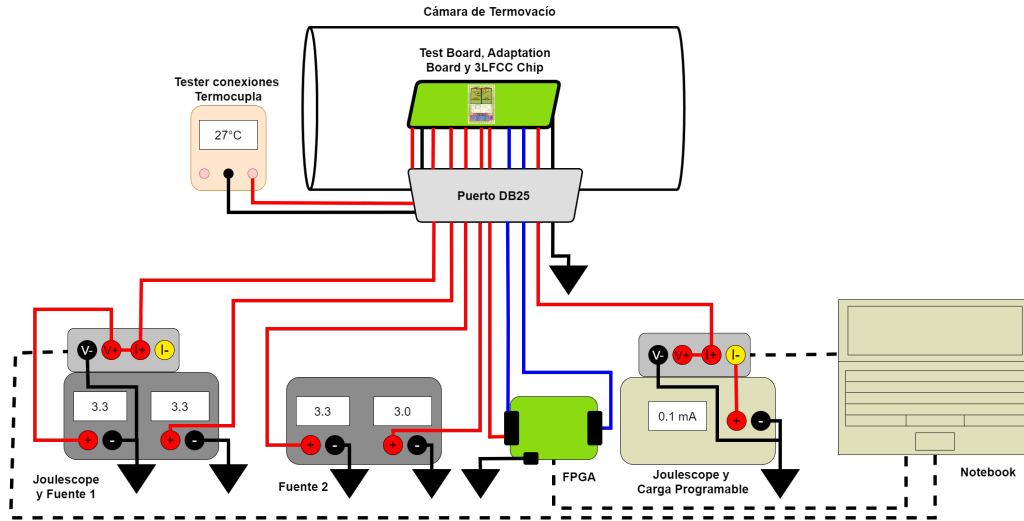 Cámara de Termovacío
Test Board, Adaptation
Board y 3LFCC Chip
Tester conexiones
Termocupla
27°C
Puerto DB25
V-
V+
I+
I-
3.3
3.3
+
-
+
-
Joulescope
y Fuente 1
3.3
3.0
+
-
+
-
Fuente 2
FPGA
V-
V+
I+
I-
0.1 mA
+
-
Joulescope y
Carga Programable
Notebook